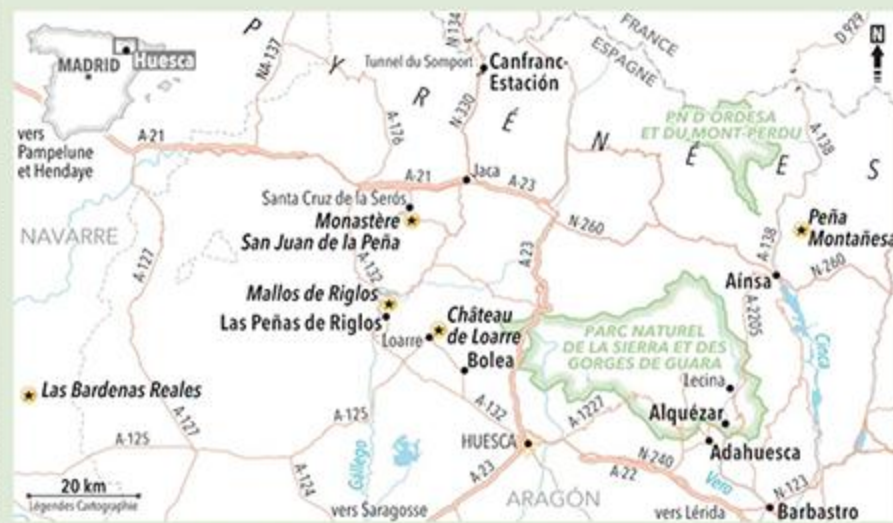 P Y R É N É E S
FRANCE
ESPAGNE
N
MADRID
Huesca
vers
Pampelune
et Hendaye
NA-137
N-134
D 929
Tunnel du Somport
Canfranc-
Estación
A-176
N-330
PN D'ORDESA
ET DU MONT-PERDU
A-138
A-21
A-21
Jaca
A-23
Santa Cruz de la Serós
Monastère
San Juan de la Peña
N-260
Peña
Montañesa
NAVARRE
A-127
A-132
A-23
A-138
N-260
Aínsa
Mallos de Riglos
Las Peñas de Riglos
Château
de Loarre
Loarre
Bolea
PARC NATUREL
DE LA SIERRA ET DES
GORGES DE GUARA
A-2205
Cinca
Lecina
Las Bardenas Reales
Alquézar
A-127
A-125
A-125
A-132
A-1227
HUESCA
Adahuesca
Gállego
N-240
A-22
Vero
N-123
A-23
A-124
20 km
Légendes Cartographie
vers Saragosse
ARAGÓN
vers Lérida
Barbastro